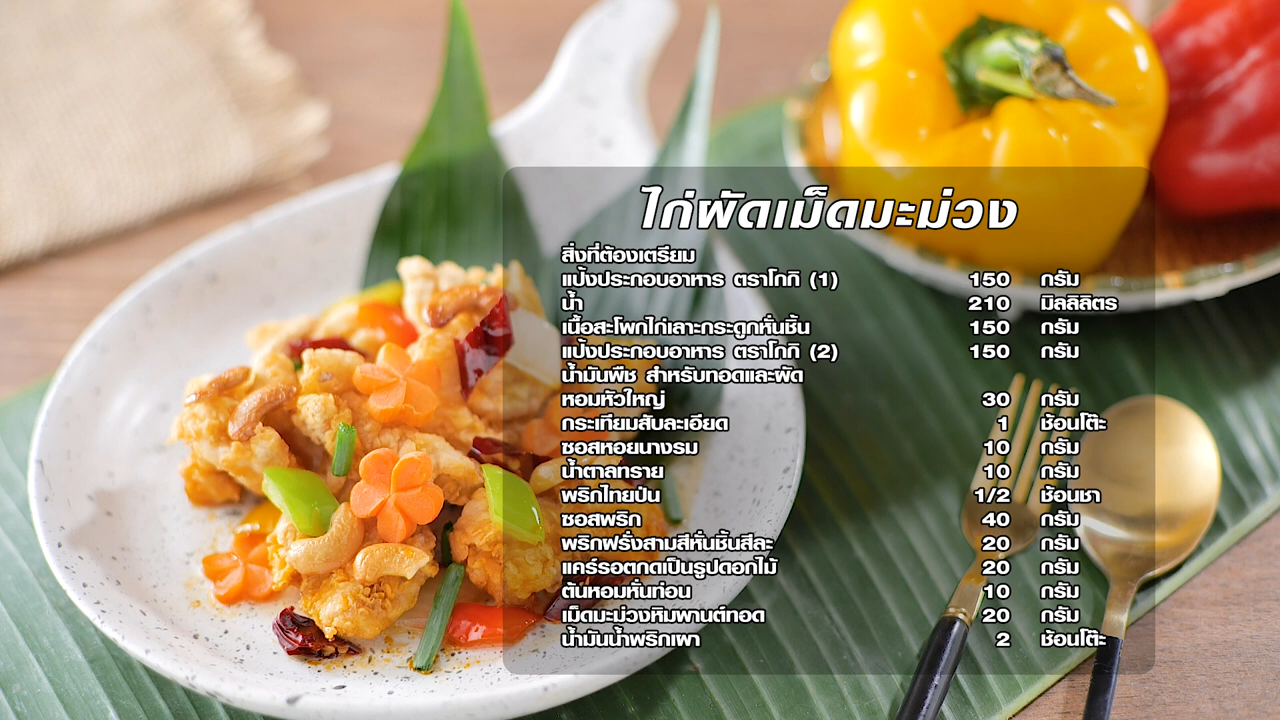 ไก่ผัดเม็ดมะม่วง
สิ่งที่ต้องเตรียม
แป้งประกอบอาหาร ตราโกกิ (1) 150 กรัม
น้ำ 210 มิลลิลิตร
เนื้อสะโพกไก่เลาะกระดูกหั่นชิ้น 150 กรัม
แป้งประกอบอาหาร ตราโกกิ (2) 150 กรัม
น้ำมันพืช สำหรับทอดและผัด
หอมหัวใหญ่ 30 กรัม
กระเทียมสับละเอียด 1 ช้อนโต๊ะ
ซอสหอยนางรม 10 กรัม
น้ำตาลทราย 10 กรัม
พริกไทยป่น 1/2 ช้อนชา
ซอสพริก 40 กรัม
พริกฝรั่งสามสีหั่นชิ้นสีละ 20 กรัม
แคร์รอตกดเป็นรูปดอกไม้ 20 กรัม
ต้นหอมหั่นท่อน 10 กรัม
เม็ดมะม่วงหิมพานต์ทอด 20 กรัม
น้ำมันน้ำพริกเผา 2 ช้อนโต๊ะ